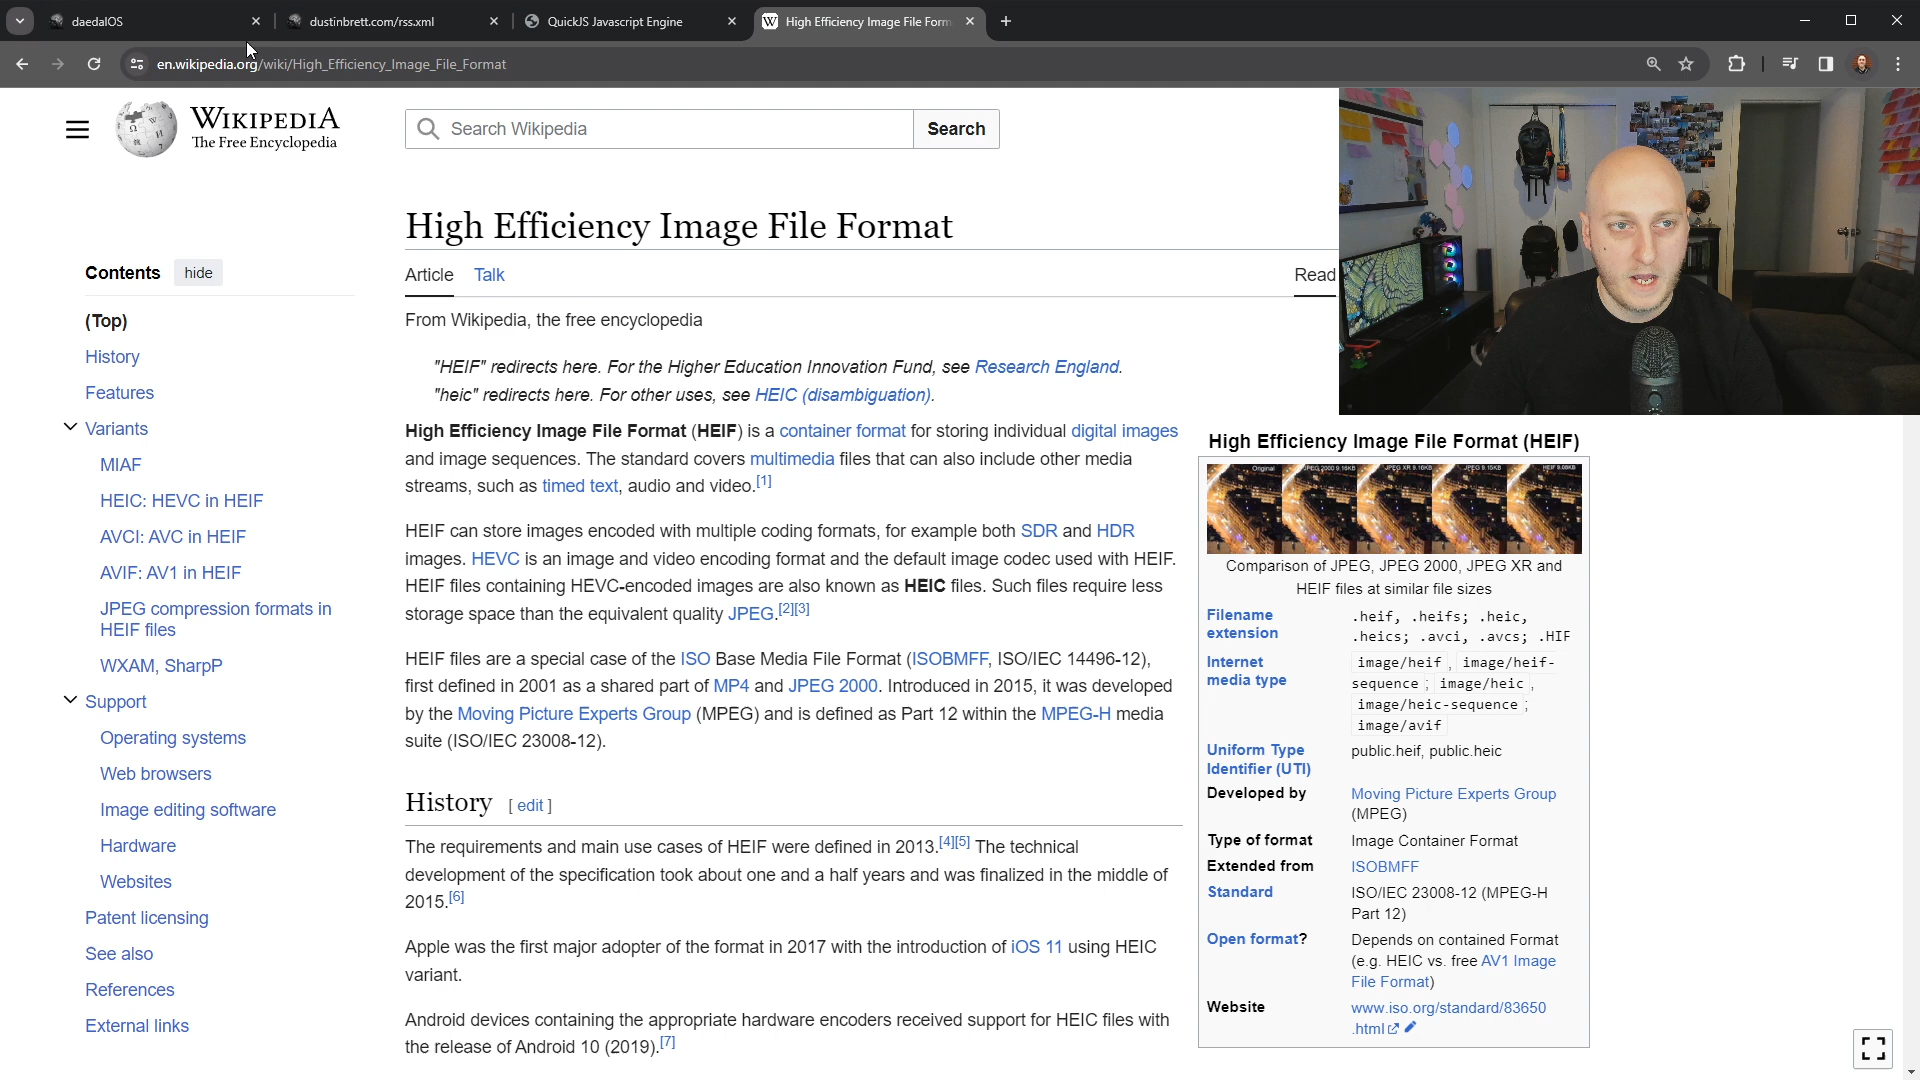 daedalOS
dustinbrett.com/rss.xml
QuickJS Javascript Engine
High Efficiency Image File Form
en.wikipedia.org/wiki/High_Efficiency_Image_File_Format
WIKIPEDIA
The Free Encyclopedia
Search Wikipedia
Search
High Efficiency Image File Format
Contents hide
Article Talk
Read
(Top)
History
Features
Variants
MIAF
HEIC: HEVC in HEIF
AVCI: AVC in HEIF
AVIF: AV1 in HEIF
JPEG compression formats in
HEIF files
WXAM, SharpP
Support
Operating systems
Web browsers
Image editing software
Hardware
Websites
Patent licensing
See also
References
External links
From Wikipedia, the free encyclopedia
"HEIF" redirects here. For the Higher Education Innovation Fund, see Research England.
"heic" redirects here. For other uses, see HEIC (disambiguation).
High Efficiency Image File Format (HEIF) is a container format for storing individual digital images
and image sequences. The standard covers multimedia files that can also include other media
streams, such as timed text, audio and video.[1]
HEIF can store images encoded with multiple coding formats, for example both SDR and HDR
images. HEVC is an image and video encoding format and the default image codec used with HEIF.
HEIF files containing HEVC-encoded images are also known as HEIC files. Such files require less
storage space than the equivalent quality JPEG.[2][3]
HEIF files are a special case of the ISO Base Media File Format (ISOBMFF, ISO/IEC 14496-12),
first defined in 2001 as a shared part of MP4 and JPEG 2000. Introduced in 2015, it was developed
by the Moving Picture Experts Group (MPEG) and is defined as Part 12 within the MPEG-H media
suite (ISO/IEC 23008-12).
History [ edit ]
The requirements and main use cases of HEIF were defined in 2013.[4][5] The technical
development of the specification took about one and a half years and was finalized in the middle of
2015.[6]
Apple was the first major adopter of the format in 2017 with the introduction of iOS 11 using HEIC
variant.
Android devices containing the appropriate hardware encoders received support for HEIC files with
the release of Android 10 (2019).[7]
High Efficiency Image File Format (HEIF)
Original JPEG 2000 9.16KB JPEG XR 9.16KB JPEG 9.15KB HEIF 9.08KB
Comparison of JPEG, JPEG 2000, JPEG XR and
HEIF files at similar file sizes
Filename
extension
.heif, .heifs; .heic,
.heics; .avci, .avcs; .HIF
Internet
media type
image/heif, image/heif-
sequence; image/heic,
image/heic-sequence;
image/avif
Uniform Type
Identifier (UTI)
public.heif, public.heic
Developed by
Moving Picture Experts Group
(MPEG)
Type of format
Image Container Format
Extended from
ISOBMFF
Standard
ISO/IEC 23008-12 (MPEG-H
Part 12)
Open format?
Depends on contained Format
(e.g. HEIC vs. free AV1 Image
File Format)
Website
www.iso.org/standard/83650
.html